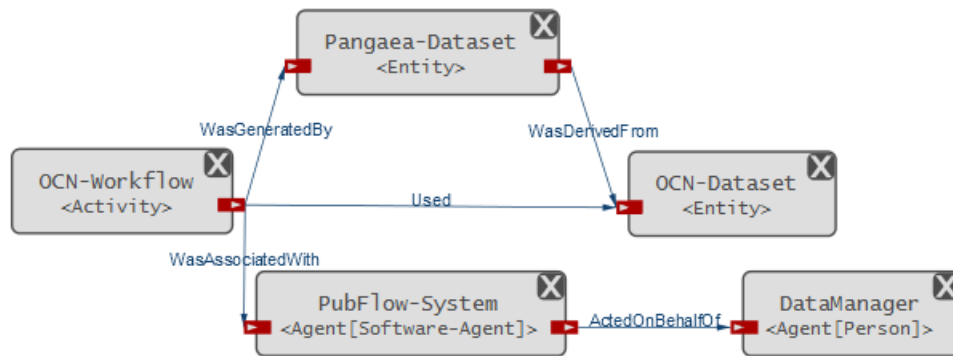 Pangaea-Dataset
<Entity>
WasGeneratedBy
WasDerivedFrom
OCN-Workflow
<Activity>
Used
OCN-Dataset
<Entity>
WasAssociatedWith
PubFlow-System
<Agent[Software-Agent]>
ActedOnBehalfOf
DataManager
<Agent[Person]>